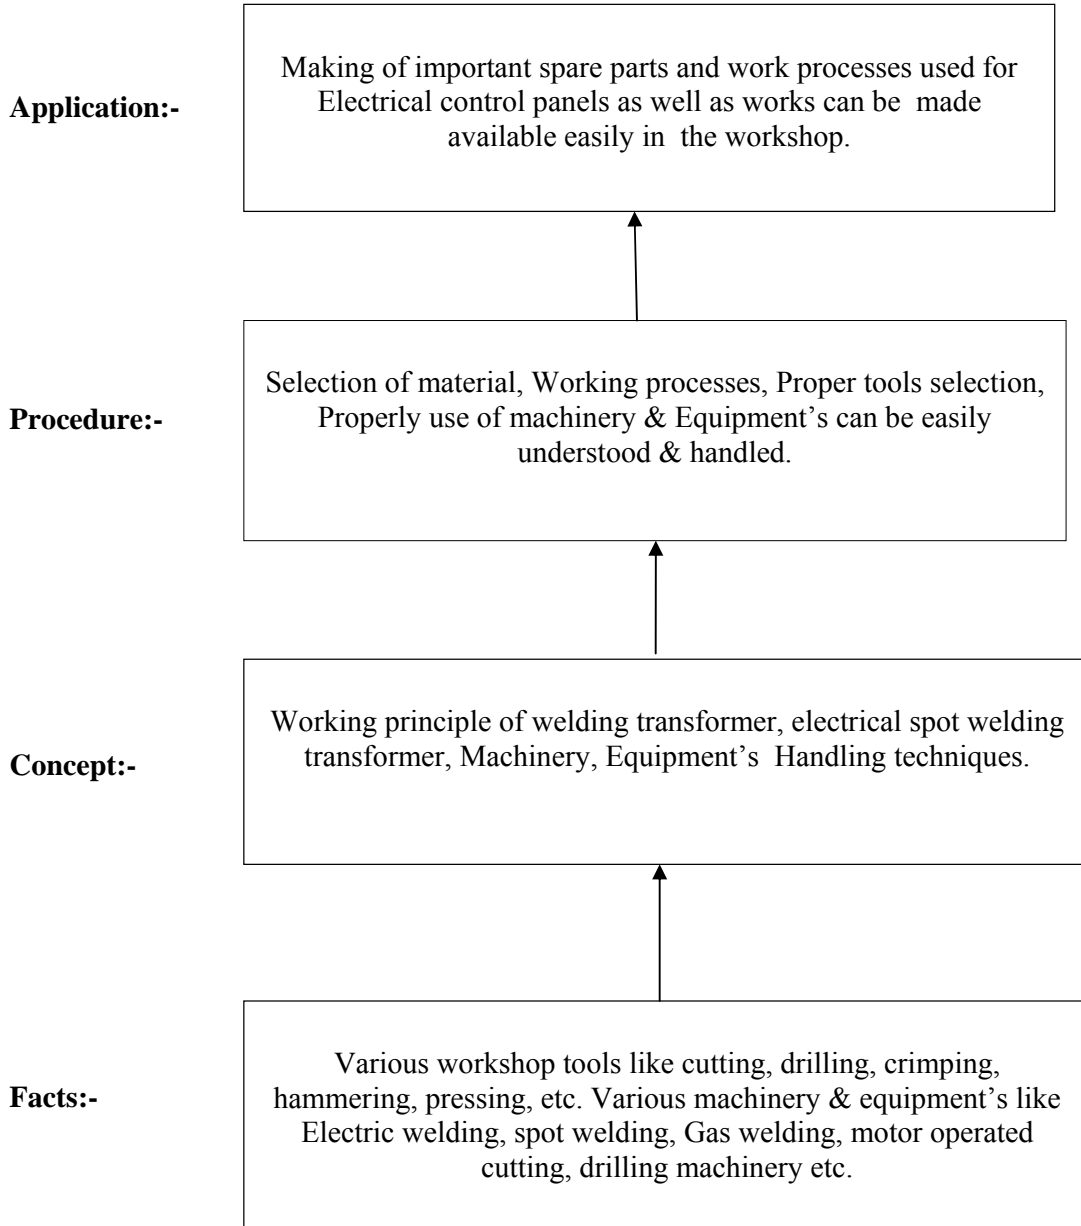 Application:-
Making of important spare parts and work processes used for
Electrical control panels as well as works can be made
available easily in the workshop.
Procedure:-
Selection of material, Working processes, Proper tools selection,
Properly use of machinery & Equipment’s can be easily
understood & handled.
Concept:-
Working principle of welding transformer, electrical spot welding
transformer, Machinery, Equipment’s Handling techniques.
Facts:-
Various workshop tools like cutting, drilling, crimping,
hammering, pressing, etc. Various machinery & equipment’s like
Electric welding, spot welding, Gas welding, motor operated
cutting, drilling machinery etc.